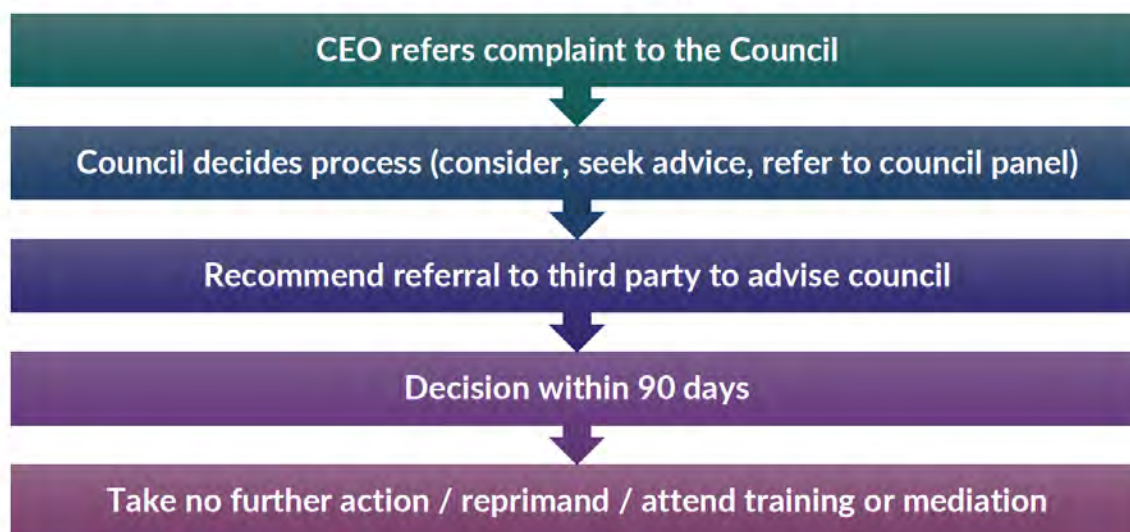 CEO refers complaint to the Council
Council decides process (consider, seek advice, refer to council panel)
Recommend referral to third party to advise council
Decision within 90 days
Take no further action / reprimand / attend training or mediation